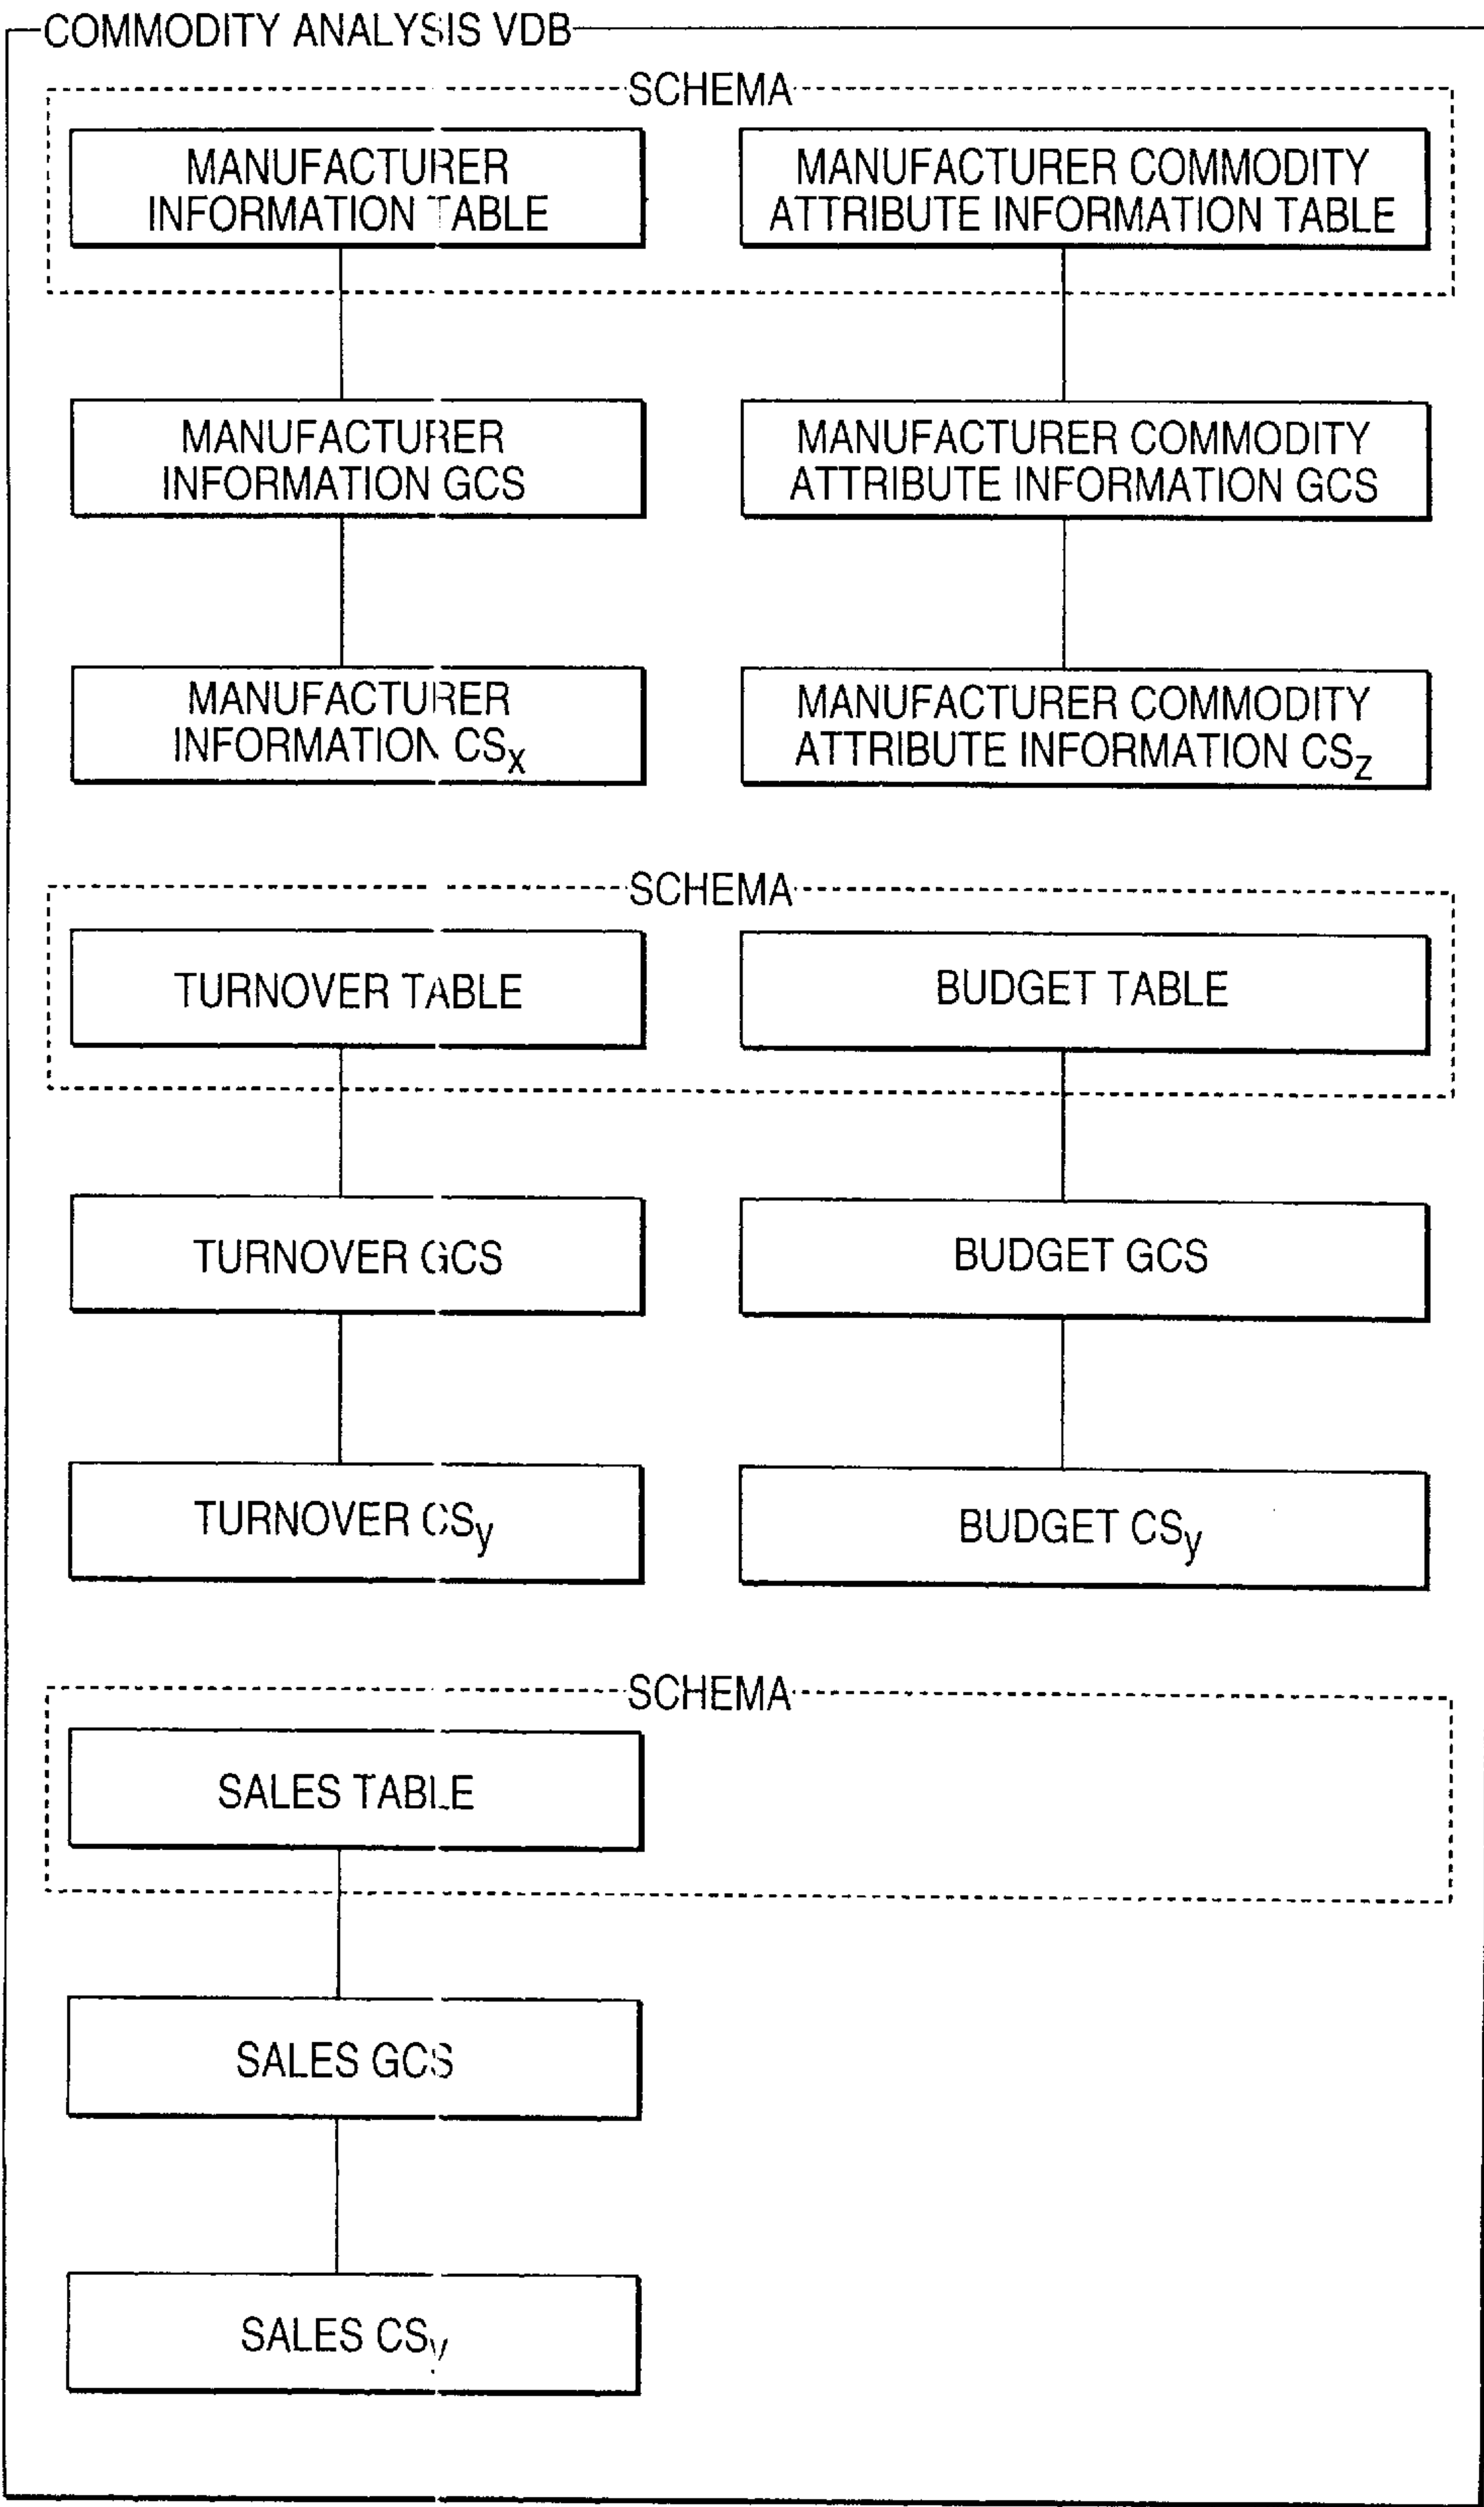 COMMODITY ANALYSIS VDB
SCHEMA
MANUFACTURER
INFORMATION TABLE
MANUFACTURER COMMODITY
ATTRIBUTE INFORMATION TABLE
MANUFACTURER
INFORMATION GCS
MANUFACTURER COMMODITY
ATTRIBUTE INFORMATION GCS
MANUFACTURER
INFORMATION CSx
MANUFACTURER COMMODITY
ATTRIBUTE INFORMATION CSz
SCHEMA
TURNOVER TABLE
BUDGET TABLE
TURNOVER GCS
BUDGET GCS
TURNOVER CSy
BUDGET CSy
SCHEMA
SALES TABLE
SALES GCS
SALES CSy